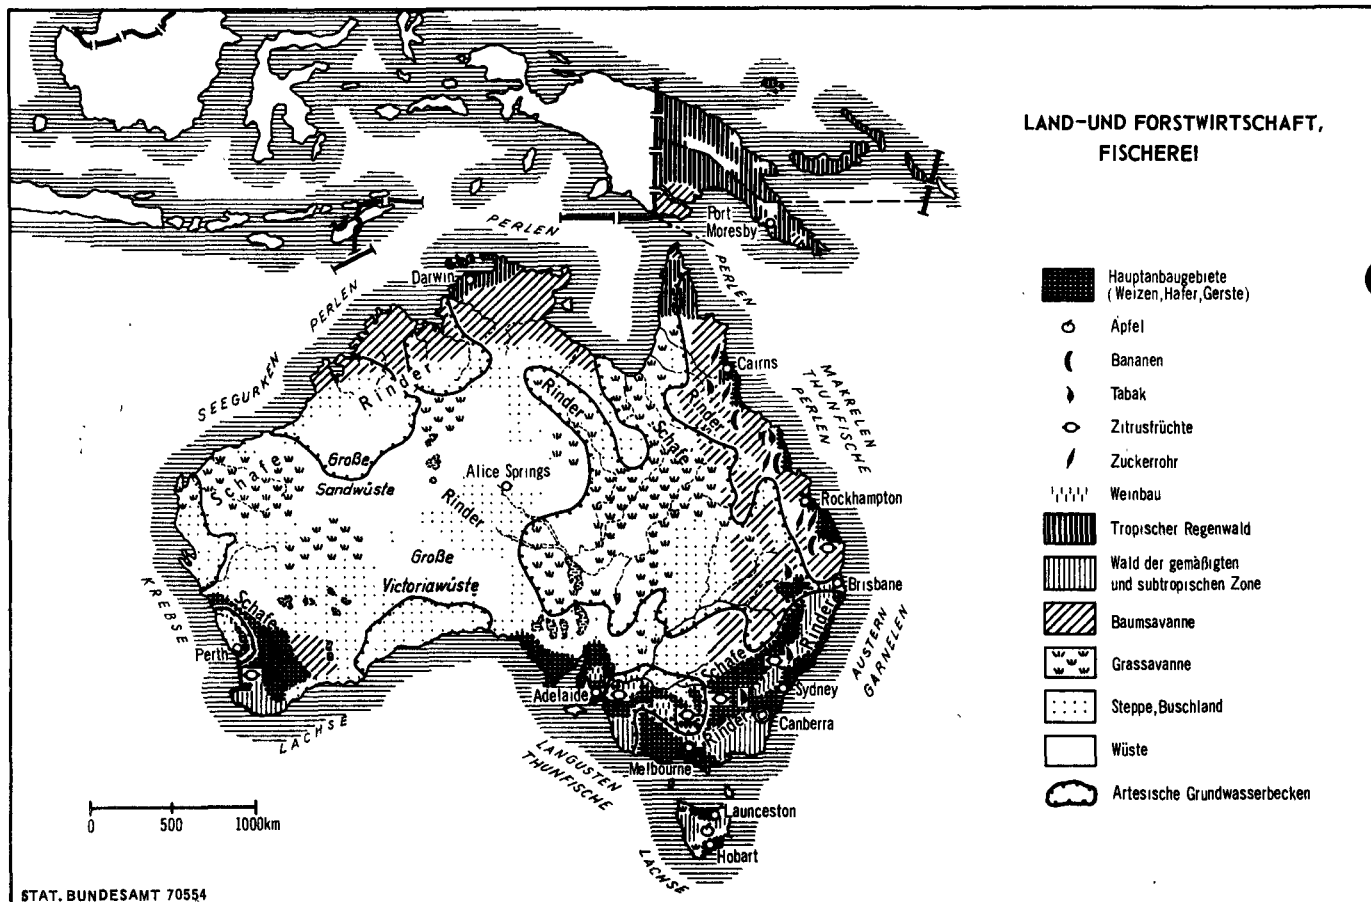 LAND-UND FORSTWIRTSCHAFT,
FISCHEREI
Hauptanbaugebiete
(Weizen, Hafer, Gerste)
Äpfel
Bananen
Tabak
Zitrusfrüchte
Zuckerrohr
Weinbau
Tropischer Regenwald
Wald der gemäßigten
und subtropischen Zone
Baumsavanne
Grassavanne
Steppe, Buschland
Wüste
Artesische Grundwasserbecken
Port
Moresby
PERLEN
PERLEN
PERLEN
Darwin
SEEGURKEN
Rinder
Rinder
Rinder
Cairns
MAKRELEN
THUNFISCHE
PERLEN
Schafe
Schafe
Große
Sandwüste
Alice Springs
Rinder
Rockhampton
Große
Victoriawüste
Brisbane
KREBSE
Schafe
Rinder
AUSTERN
GARNELEN
Perth
Schafe
Adelaide
Sydney
Canberra
Rinder
LACHSE
LANGUSTEN
THUNFISCHE
Melbourne
Launceston
Hobart
LACHSE
0 500 1000km
STAT. BUNDESAMT 70554